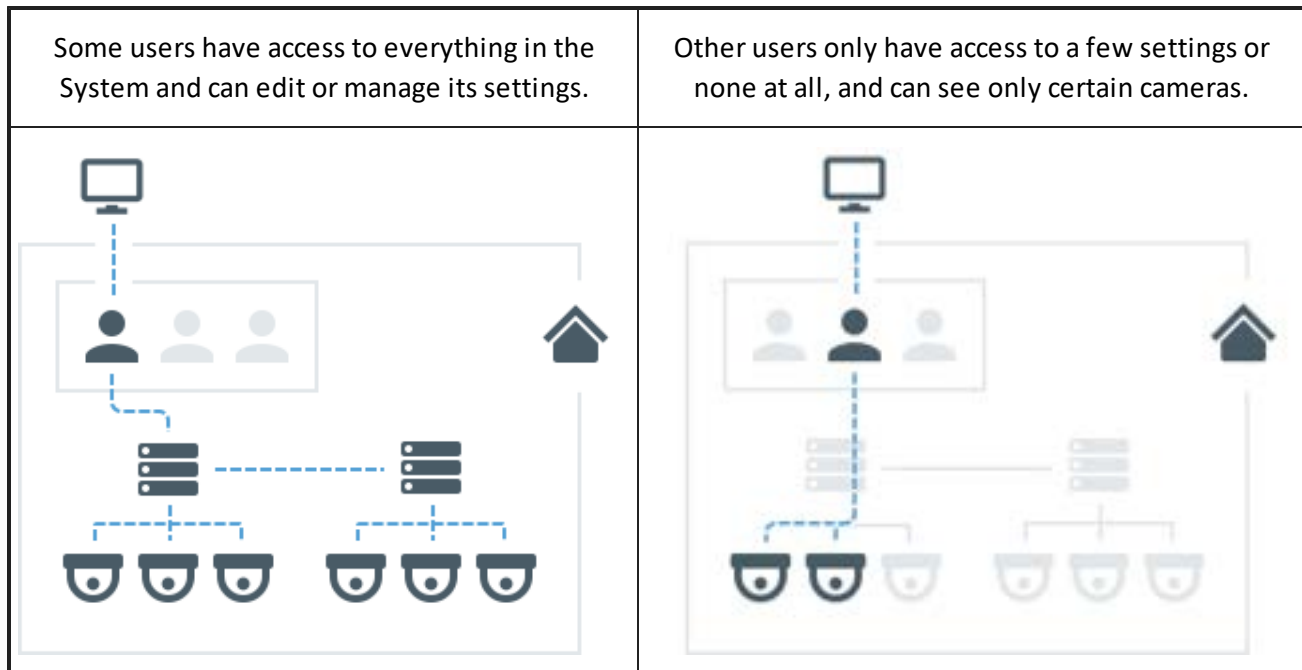 Some users have access to everything in the
System and can edit or manage its settings.
Other users only have access to a few settings or
none at all, and can see only certain cameras.